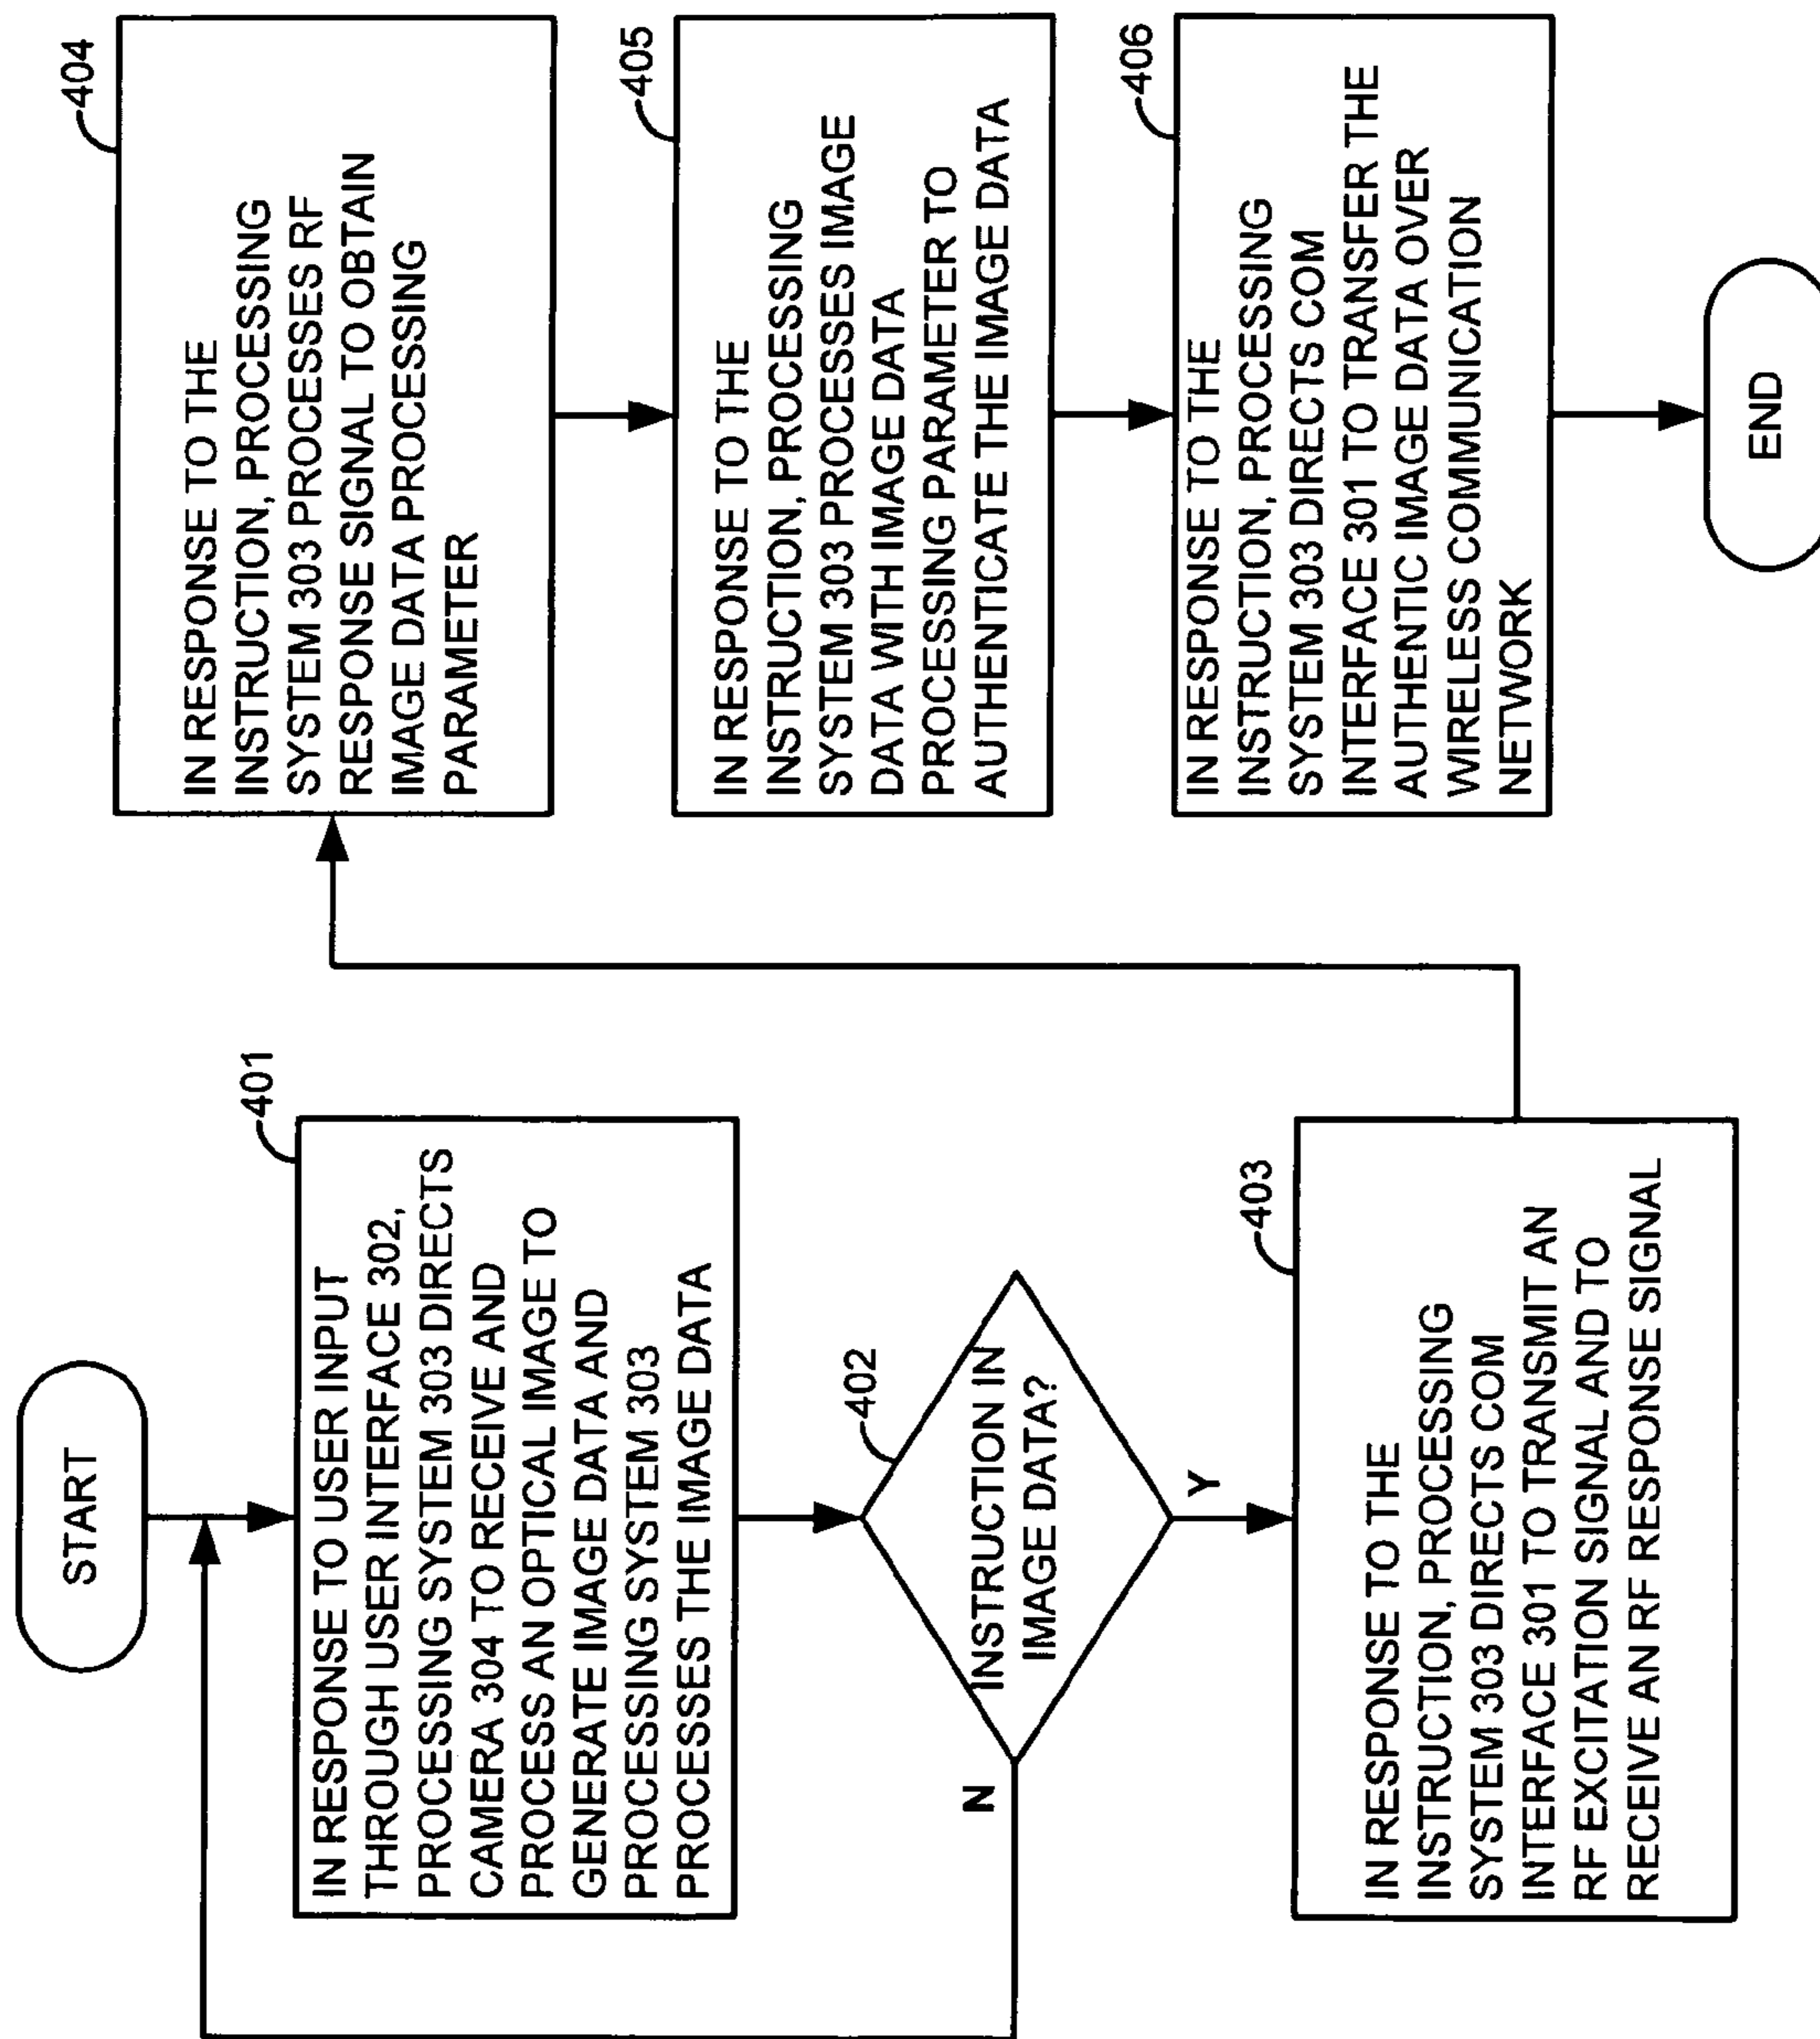 START
401
IN RESPONSE TO USER INPUT
THROUGH USER INTERFACE 302,
PROCESSING SYSTEM 303 DIRECTS
CAMERA 304 TO RECEIVE AND
PROCESS AN OPTICAL IMAGE TO
GENERATE IMAGE DATA AND
PROCESSING SYSTEM 303
PROCESSES THE IMAGE DATA
402
INSTRUCTION IN
IMAGE DATA?
N
Y
403
IN RESPONSE TO THE
INSTRUCTION, PROCESSING
SYSTEM 303 DIRECTS COM
INTERFACE 301 TO TRANSMIT AN
RF EXCITATION SIGNAL AND TO
RECEIVE AN RF RESPONSE SIGNAL
404
IN RESPONSE TO THE
INSTRUCTION, PROCESSING
SYSTEM 303 PROCESSES RF
RESPONSE SIGNAL TO OBTAIN
IMAGE DATA PROCESSING
PARAMETER
405
IN RESPONSE TO THE
INSTRUCTION, PROCESSING
SYSTEM 303 PROCESSES IMAGE
DATA WITH IMAGE DATA
PROCESSING PARAMETER TO
AUTHENTICATE THE IMAGE DATA
406
IN RESPONSE TO THE
INSTRUCTION, PROCESSING
SYSTEM 303 DIRECTS COM
INTERFACE 301 TO TRANSFER THE
AUTHENTIC IMAGE DATA OVER
WIRELESS COMMUNICATION
NETWORK
END